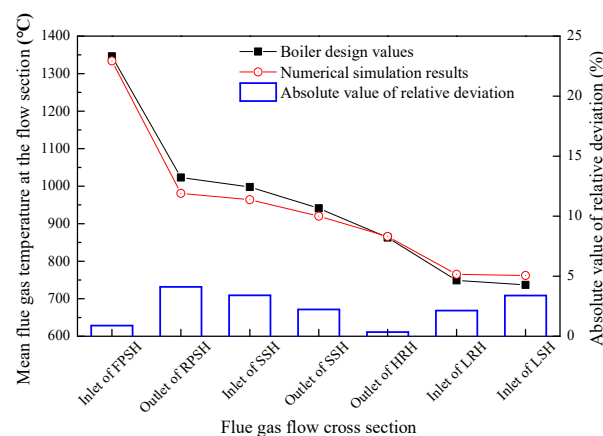 Mean flue gas temperature at the flow section (℃)
1400
1300
1200
1100
1000
900
800
700
600
Boiler design values
Numerical simulation results
Absolute value of relative deviation
25
20
15
10
5
0
Absolute value of relative deviation (%)
Inlet of FPSH
Outlet of RPSH
Inlet of SSH
Outlet of SSH
Outlet of HRH
Inlet of LRH
Inlet of LSH
Flue gas flow cross section